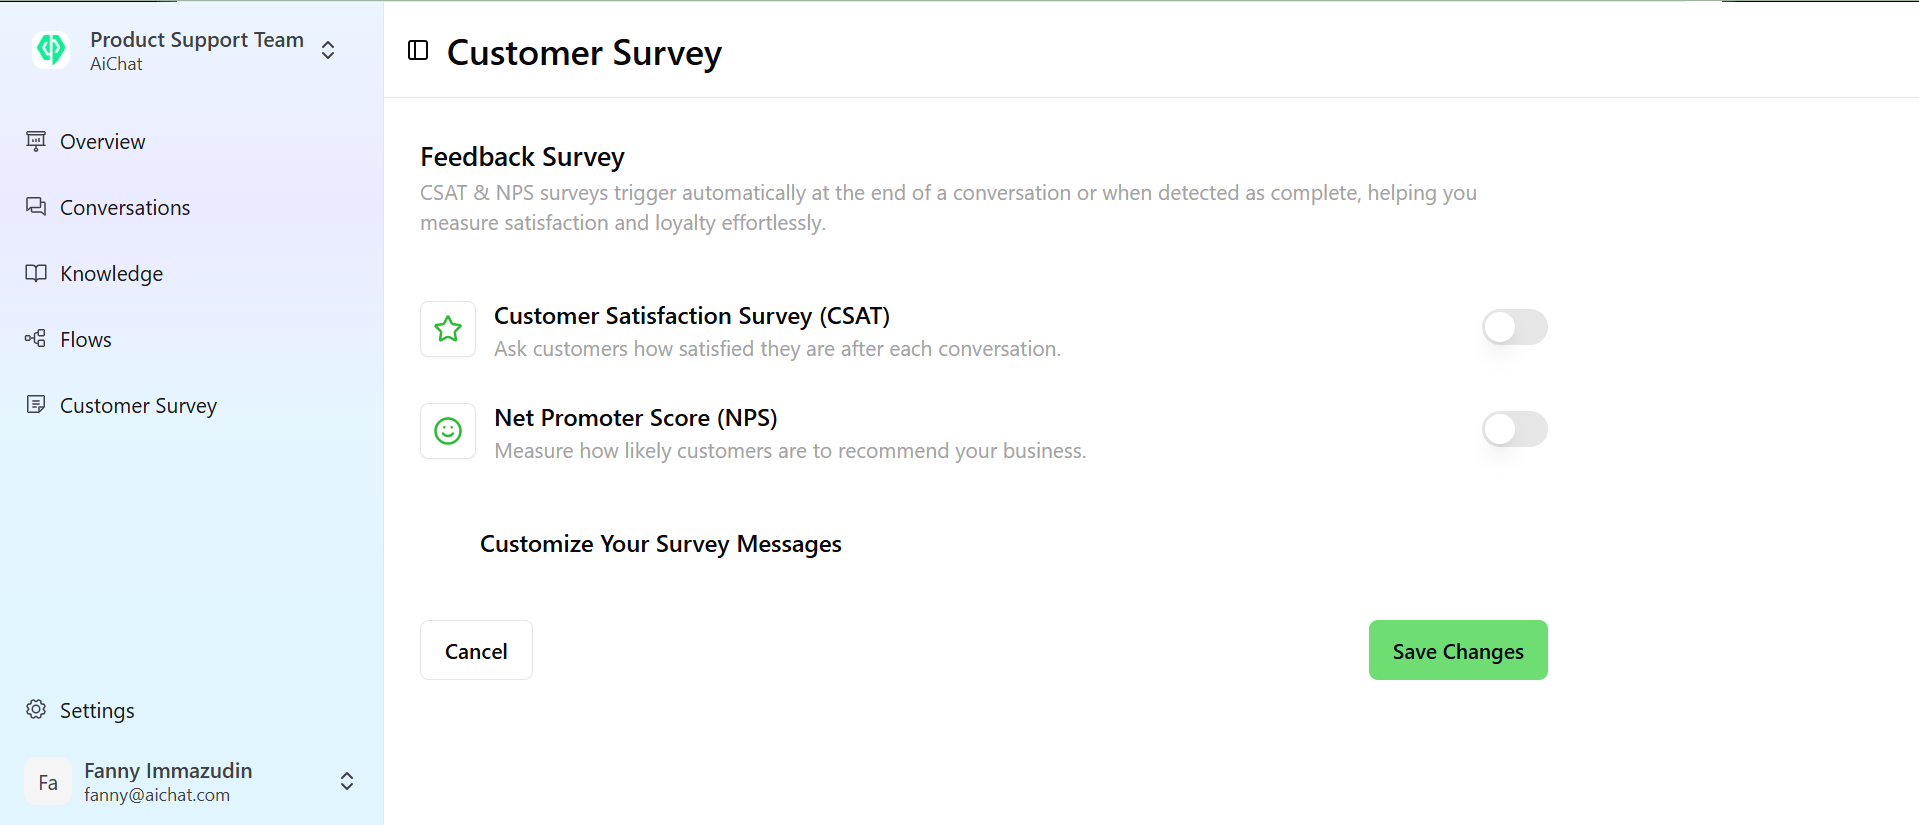 Product Support Team
AiChat
Overview
Conversations
Knowledge
Flows
Customer Survey
Settings
Fa
Fanny Immazudin
fanny@aichat.com
Customer Survey
Feedback Survey
CSAT & NPS surveys trigger automatically at the end of a conversation or when detected as complete, helping you
measure satisfaction and loyalty effortlessly.
Customer Satisfaction Survey (CSAT)
Ask customers how satisfied they are after each conversation.
Net Promoter Score (NPS)
Measure how likely customers are to recommend your business.
Customize Your Survey Messages
Cancel
Save Changes